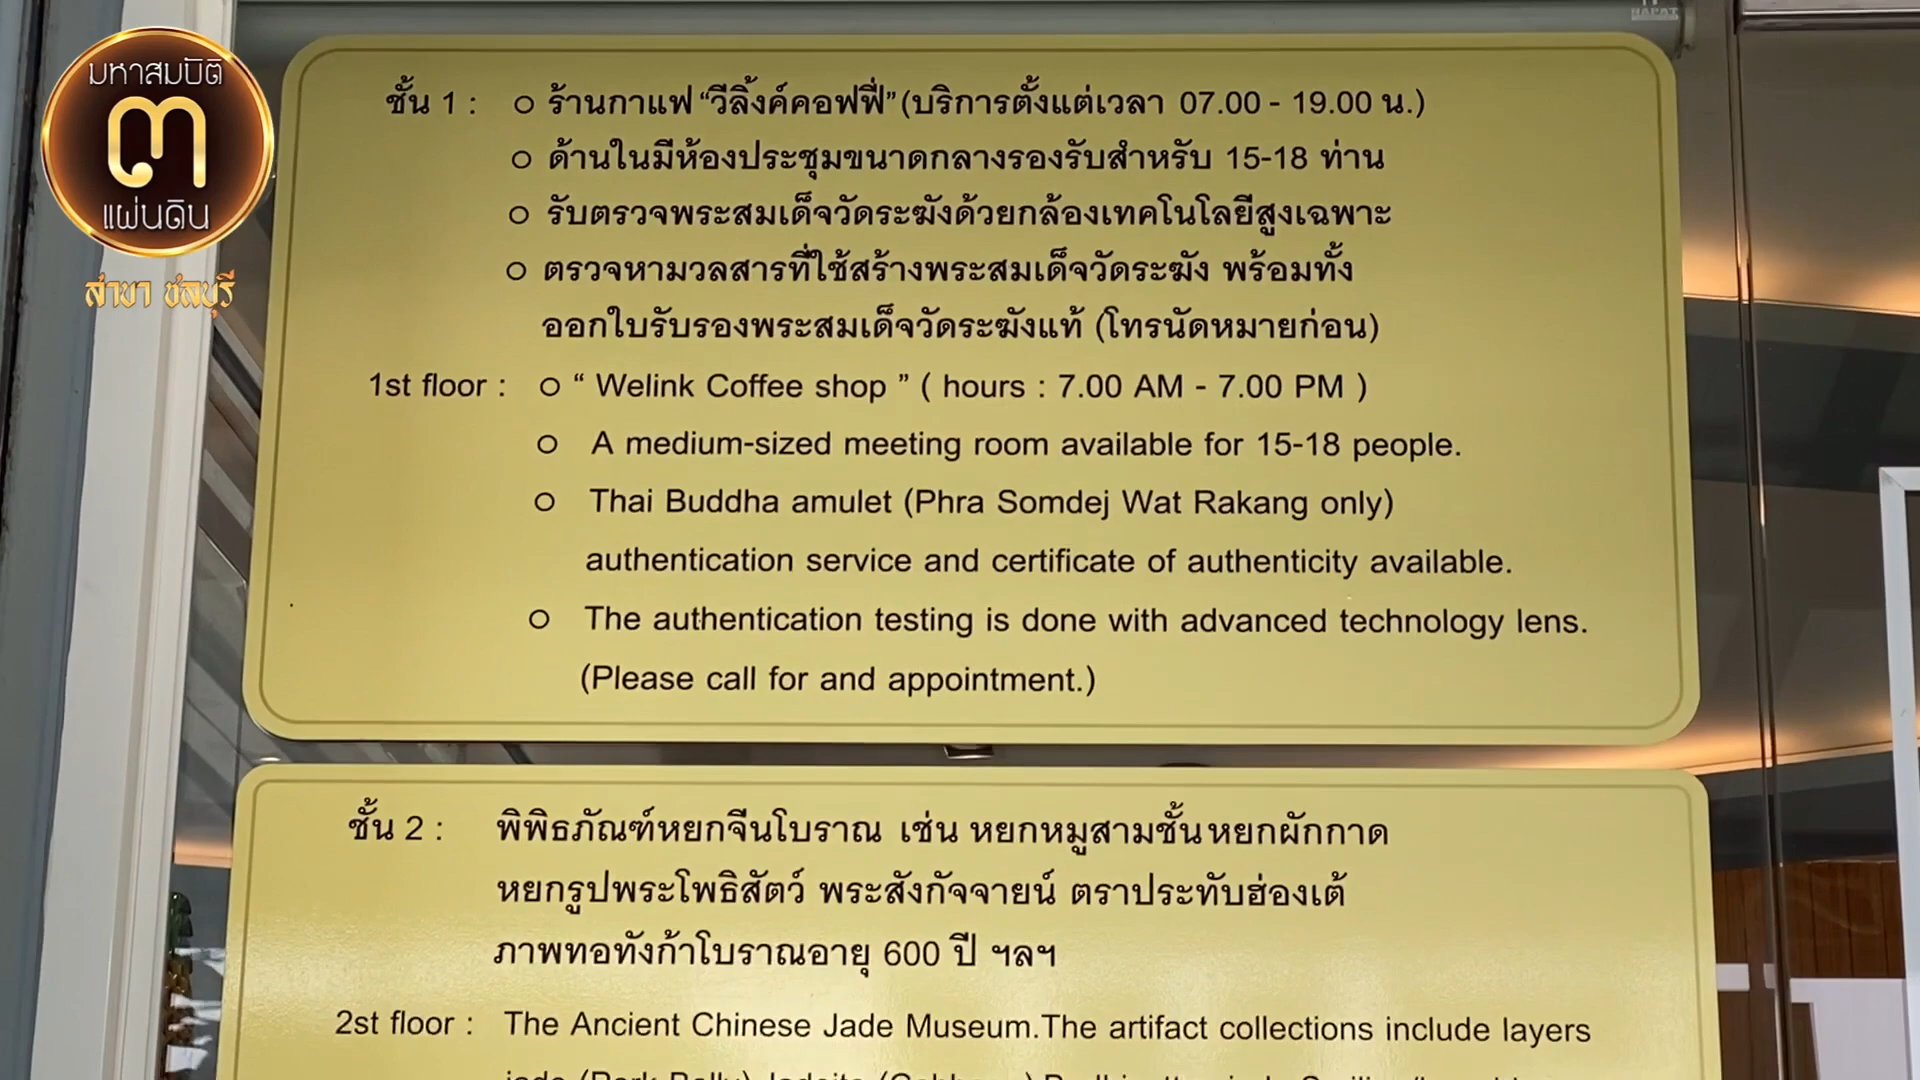 มหาสมบัติ
๓
แผ่นดิน
สาขา ชลบุรี
ชั้น 1 : ○ ร้านกาแฟ “วีลิ้งค์คอฟฟี่” (บริการตั้งแต่เวลา 07.00 - 19.00 น.)
○ ด้านในมีห้องประชุมขนาดกลางรองรับสำหรับ 15-18 ท่าน
○ รับตรวจพระสมเด็จวัดระฆังด้วยกล้องเทคโนโลยีสูงเฉพาะ
○ ตรวจหามวลสารที่ใช้สร้างพระสมเด็จวัดระฆัง พร้อมทั้ง
ออกใบรับรองพระสมเด็จวัดระฆังแท้ (โทรนัดหมายก่อน)
1st floor : ○ “ Welink Coffee shop ” ( hours : 7.00 AM - 7.00 PM )
○ A medium-sized meeting room available for 15-18 people.
○ Thai Buddha amulet (Phra Somdej Wat Rakang only)
authentication service and certificate of authenticity available.
○ The authentication testing is done with advanced technology lens.
(Please call for and appointment.)
ชั้น 2 : พิพิธภัณฑ์หยกจีนโบราณ เช่น หยกหมูสามชั้น หยกผักกาด
หยกรูปพระโพธิสัตว์ พระสังกัจจายน์ ตราประทับฮ่องเต้
ภาพทอทังก้าโบราณอายุ 600 ปี ฯลฯ
2st floor : The Ancient Chinese Jade Museum.The artifact collections include layers